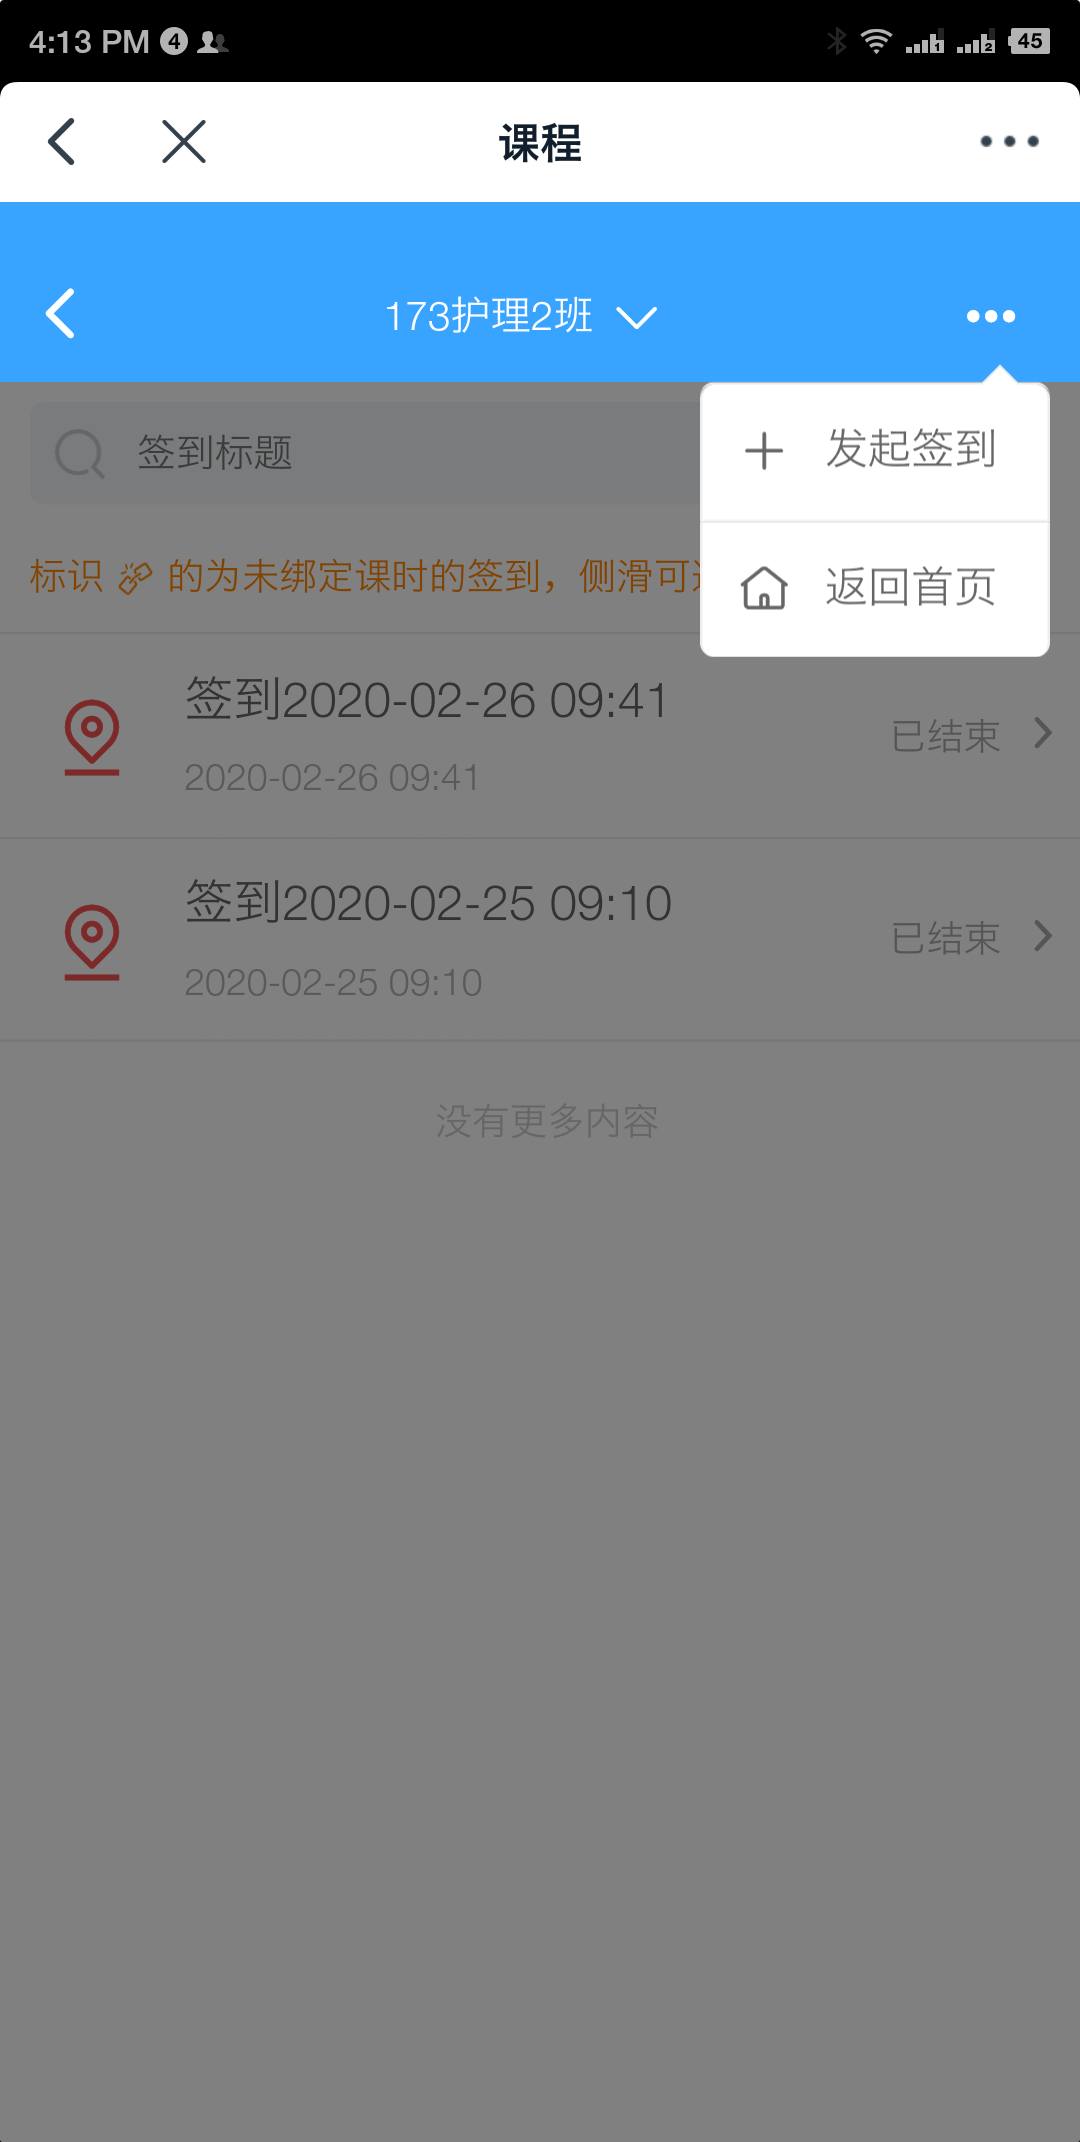 4:13 PM 4 1 2 45
课程
173护理2班
发起签到
返回首页
签到标题
标识 的为未绑定课时的签到，侧滑可
签到2020-02-26 09:41
2020-02-26 09:41
已结束
签到2020-02-25 09:10
2020-02-25 09:10
已结束
没有更多内容